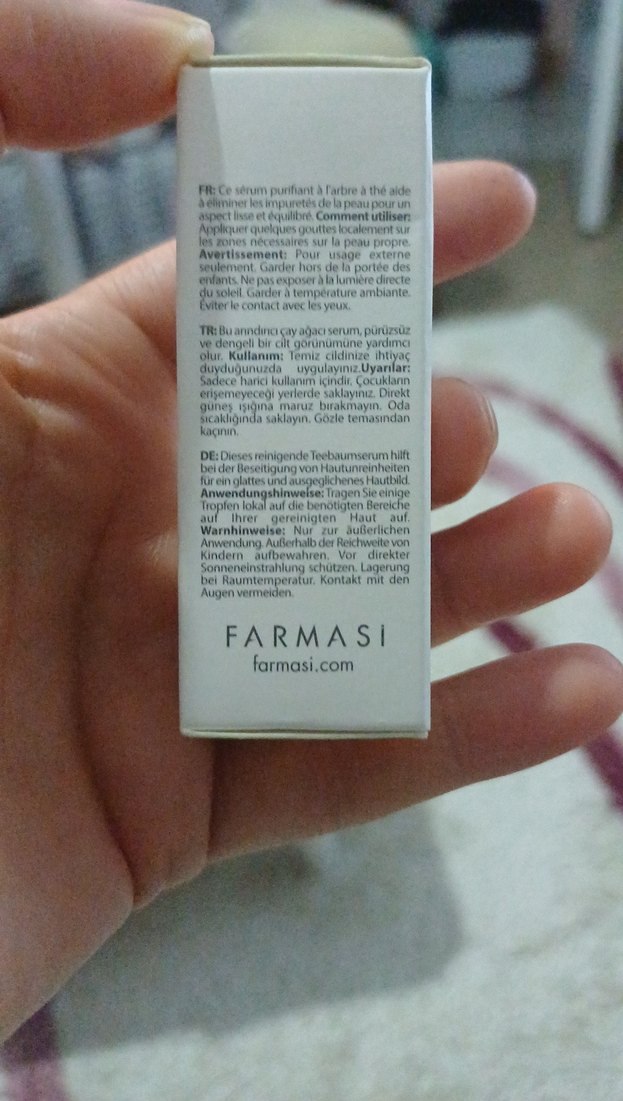 FR: Ce sérum purifiant à l'arbre à thé aide
à éliminer les impuretés de la peau pour un
aspect lisse et équilibré. Comment utiliser:
Appliquer quelques gouttes localement sur
les zones nécessaires sur la peau propre.
Avertissement: Pour usage externe
seulement. Garder hors de la portée des
enfants. Ne pas exposer à la lumière directe
du soleil. Garder à température ambiante.
Éviter le contact avec les yeux.
TR: Bu arındırıcı çay ağacı serum, pürüzsüz
ve dengeli bir cilt görünümüne yardımcı
olur. Kullanım: Temiz cildinize ihtiyaç
duyduğunuzda uygulayınız.Uyarılar:
Sadece harici kullanım içindir. Çocukların
erişemeyeceği yerlerde saklayınız. Direkt
güneş ışığına maruz bırakmayın. Oda
sıcaklığında saklayın. Gözle temasından
kaçının.
DE: Dieses reinigende Teebaumserum hilft
bei der Beseitigung von Hautunreinheiten
für ein glattes und ausgeglichenes Hautbild.
Anwendungshinweise: Tragen Sie einige
Tropfen lokal auf die benötigten Bereiche
auf Ihrer gereinigten Haut auf.
Warnhinweise: Nur zur äußerlichen
Anwendung. Außerhalb der Reichweite von
Kindern aufbewahren. Vor direkter
Sonneneinstrahlung schützen. Lagerung
bei Raumtemperatur. Kontakt mit den
Augen vermeiden.
FARMASİ
farmasi.com